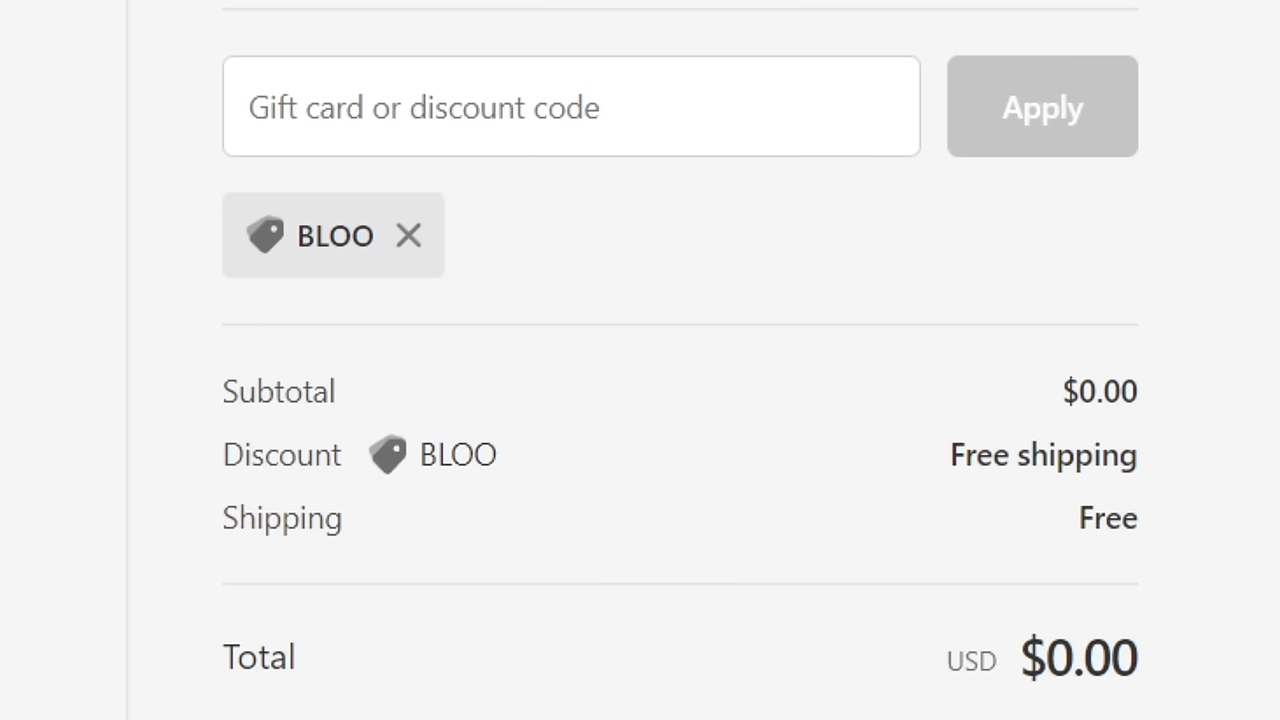 Gift card or discount code
Apply
BLOO
Subtotal $0.00
Discount BLOO Free shipping
Shipping Free
Total USD $0.00